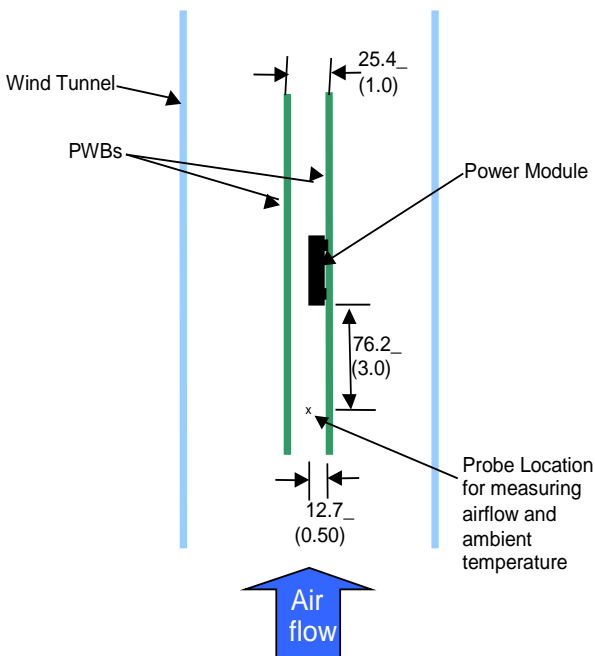 25.4_
(1.0)
Wind Tunnel
PWBs
Power Module
76.2_
(3.0)
x
Probe Location
for measuring
airflow and
ambient
temperature
12.7_
(0.50)
Air
flow